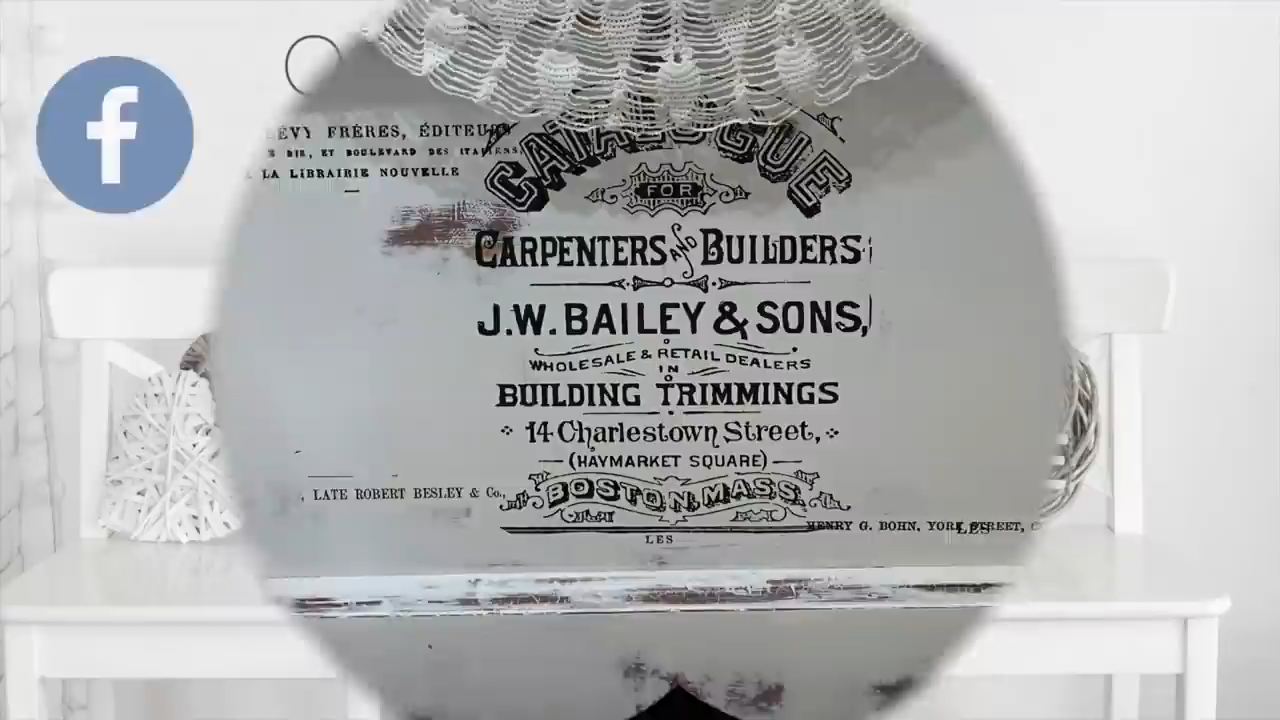 ÉVY FRÈRES, ÉDITEURS
BIS, ET BOULEVARD DES ITALIENS,
LA LIBRAIRIE NOUVELLE
CATALOGUE
FOR
CARPENTERS AND BUILDERS
J.W. BAILEY & SONS,
WHOLESALE & RETAIL DEALERS
IN
BUILDING TRIMMINGS
14 Charlestown Street,
(HAYMARKET SQUARE)
, LATE ROBERT BESLEY & Co.,
BOSTON, MASS.
HENRY G. BOHN, YORK STREET,
LES
LES